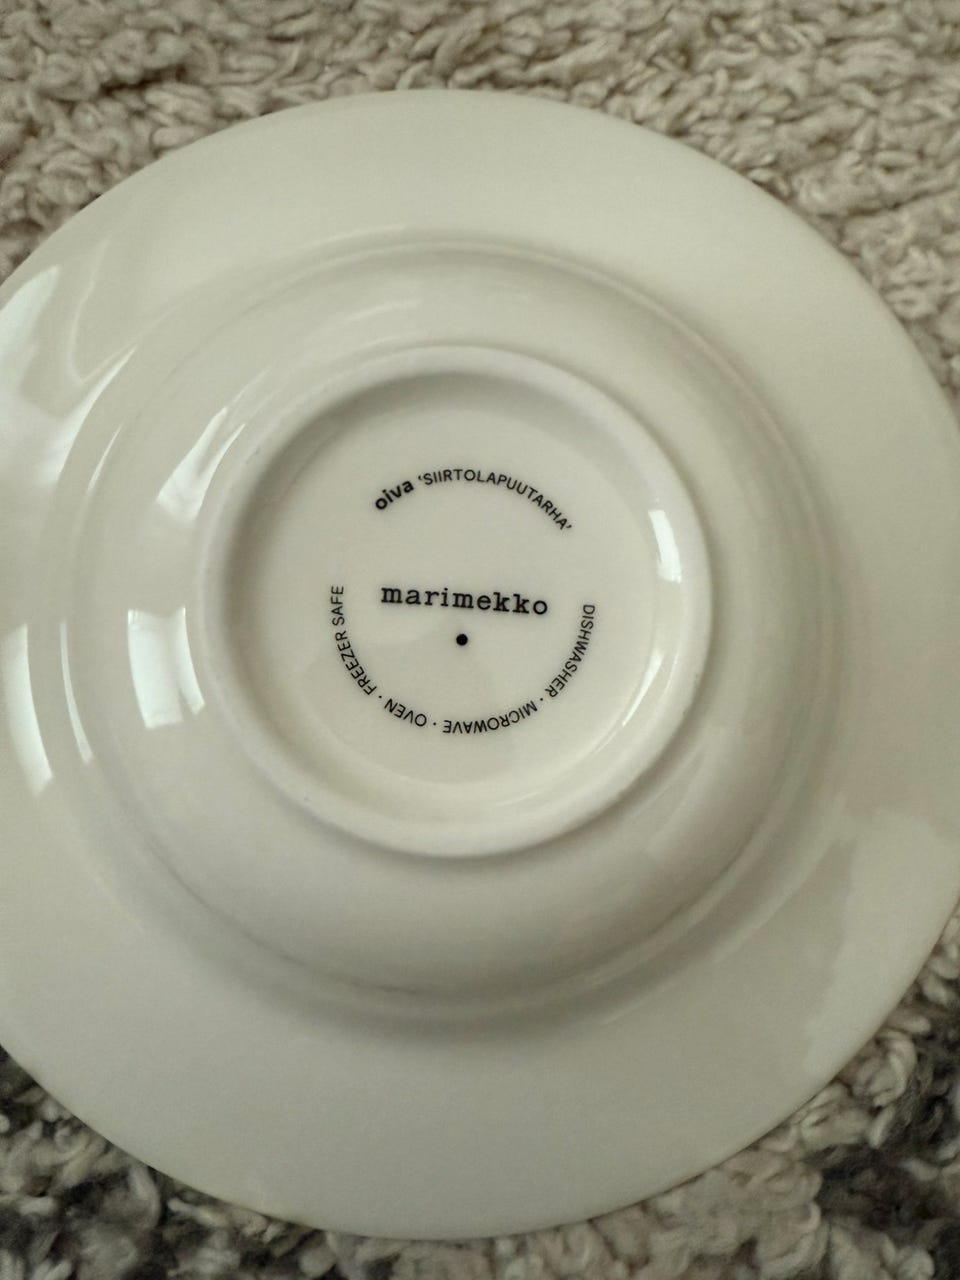 oiva ‘SIIRTOLAPUUTARHA’
marimekko
DISHWASHER · MICROWAVE · OVEN · FREEZER SAFE